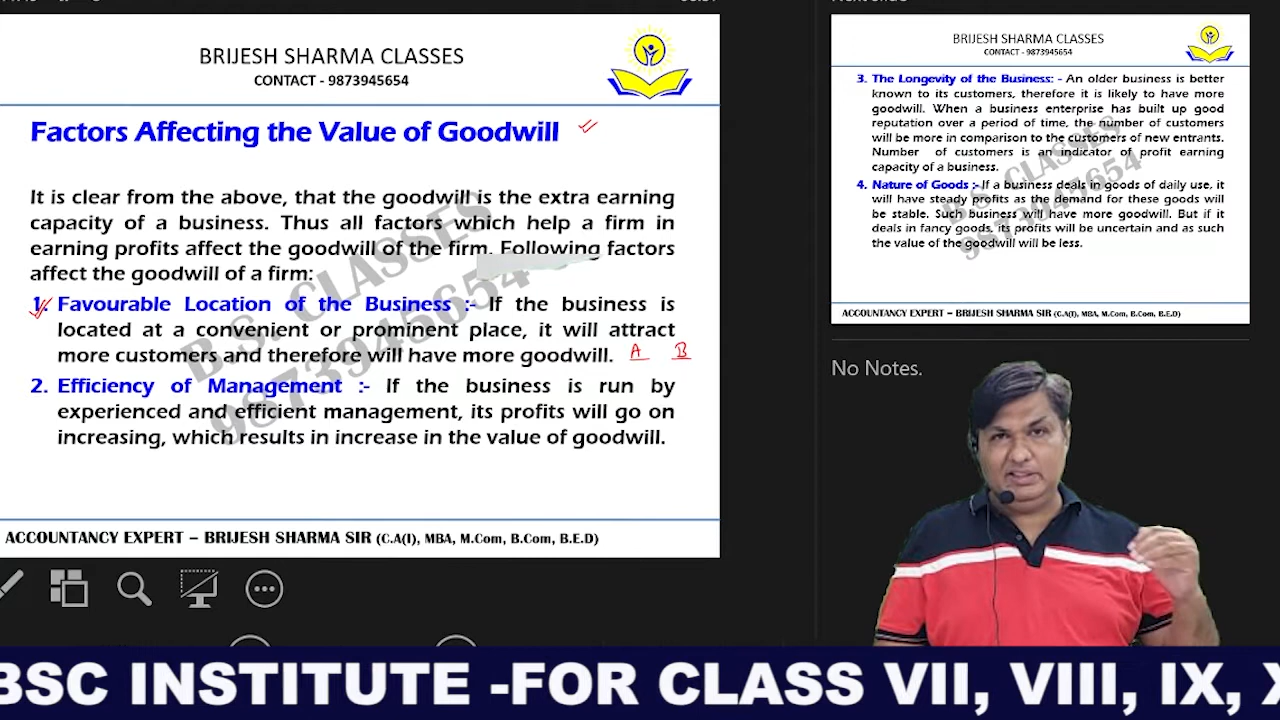 BRIJESH SHARMA CLASSES
CONTACT - 9873945654
Factors Affecting the Value of Goodwill
It is clear from the above, that the goodwill is the extra earning
capacity of a business. Thus all factors which help a firm in
earning profits affect the goodwill of the firm. Following factors
affect the goodwill of a firm:
1. Favourable Location of the Business :- If the business is
located at a convenient or prominent place, it will attract
more customers and therefore will have more goodwill.
A B
2. Efficiency of Management :- If the business is run by
experienced and efficient management, its profits will go on
increasing, which results in increase in the value of goodwill.
B.S. CLASSES
9873945654
ACCOUNTANCY EXPERT – BRIJESH SHARMA SIR (C.A(I), MBA, M.Com, B.Com, B.E.D)
BRIJESH SHARMA CLASSES
CONTACT - 9873945654
3. The Longevity of the Business: - An older business is better
known to its customers, therefore it is likely to have more
goodwill. When a business enterprise has built up good
reputation over a period of time, the number of customers
will be more in comparison to the customers of new entrants.
Number of customers is an indicator of profit earning
capacity of a business.
4. Nature of Goods :- If a business deals in goods of daily use, it
will have steady profits as the demand for these goods will
be stable. Such business will have more goodwill. But if it
deals in fancy goods, its profits will be uncertain and as such
the value of the goodwill will be less.
B.S. CLASSES
9873947654
ACCOUNTANCY EXPERT – BRIJESH SHARMA SIR (C.A(I), MBA, M.Com, B.Com, B.E.D)
No Notes.
BSC INSTITUTE -FOR CLASS VII, VIII, IX, X